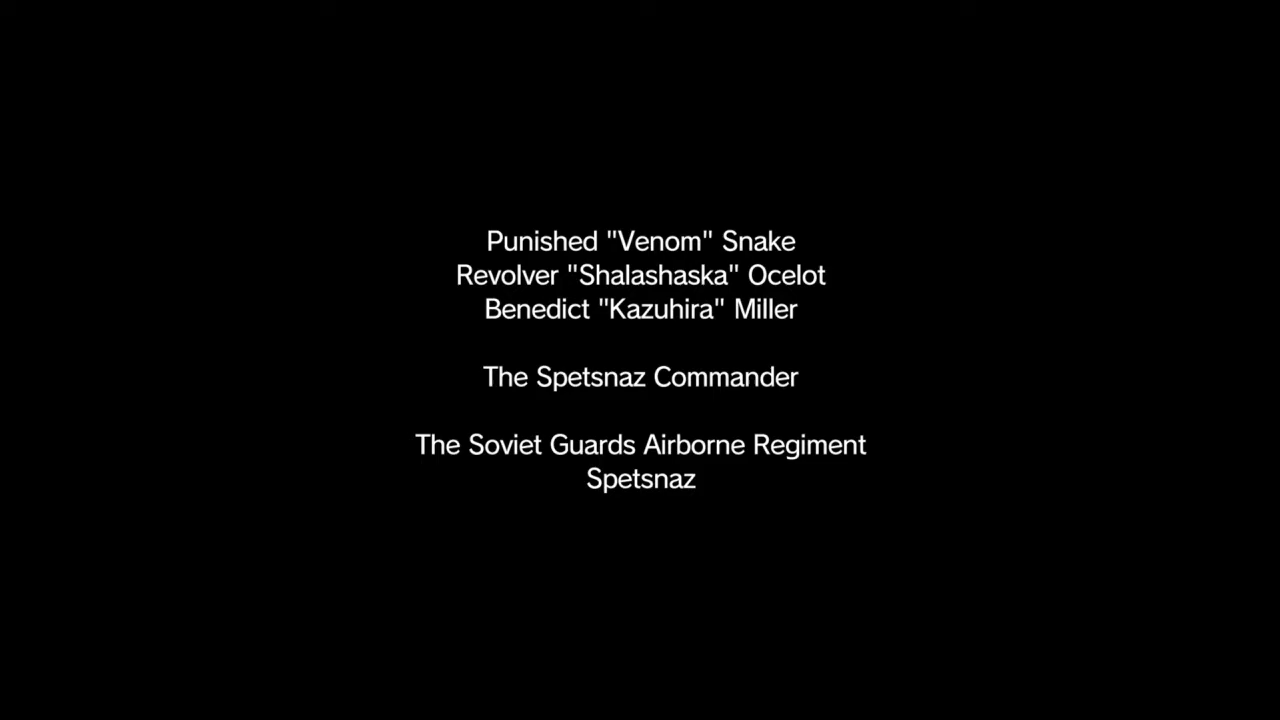 Punished "Venom" Snake
Revolver "Shalashaska" Ocelot
Benedict "Kazuhira" Miller
The Spetsnaz Commander
The Soviet Guards Airborne Regiment
Spetsnaz